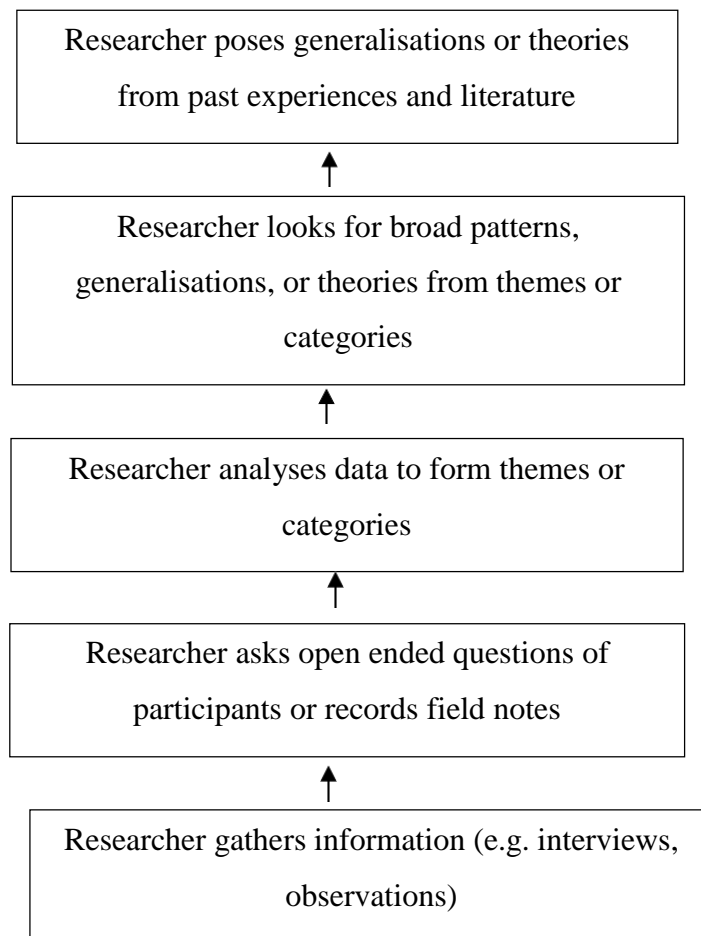 Researcher poses generalisations or theories
from past experiences and literature
Researcher looks for broad patterns,
generalisations, or theories from themes or
categories
Researcher analyses data to form themes or
categories
Researcher asks open ended questions of
participants or records field notes
Researcher gathers information (e.g. interviews,
observations)